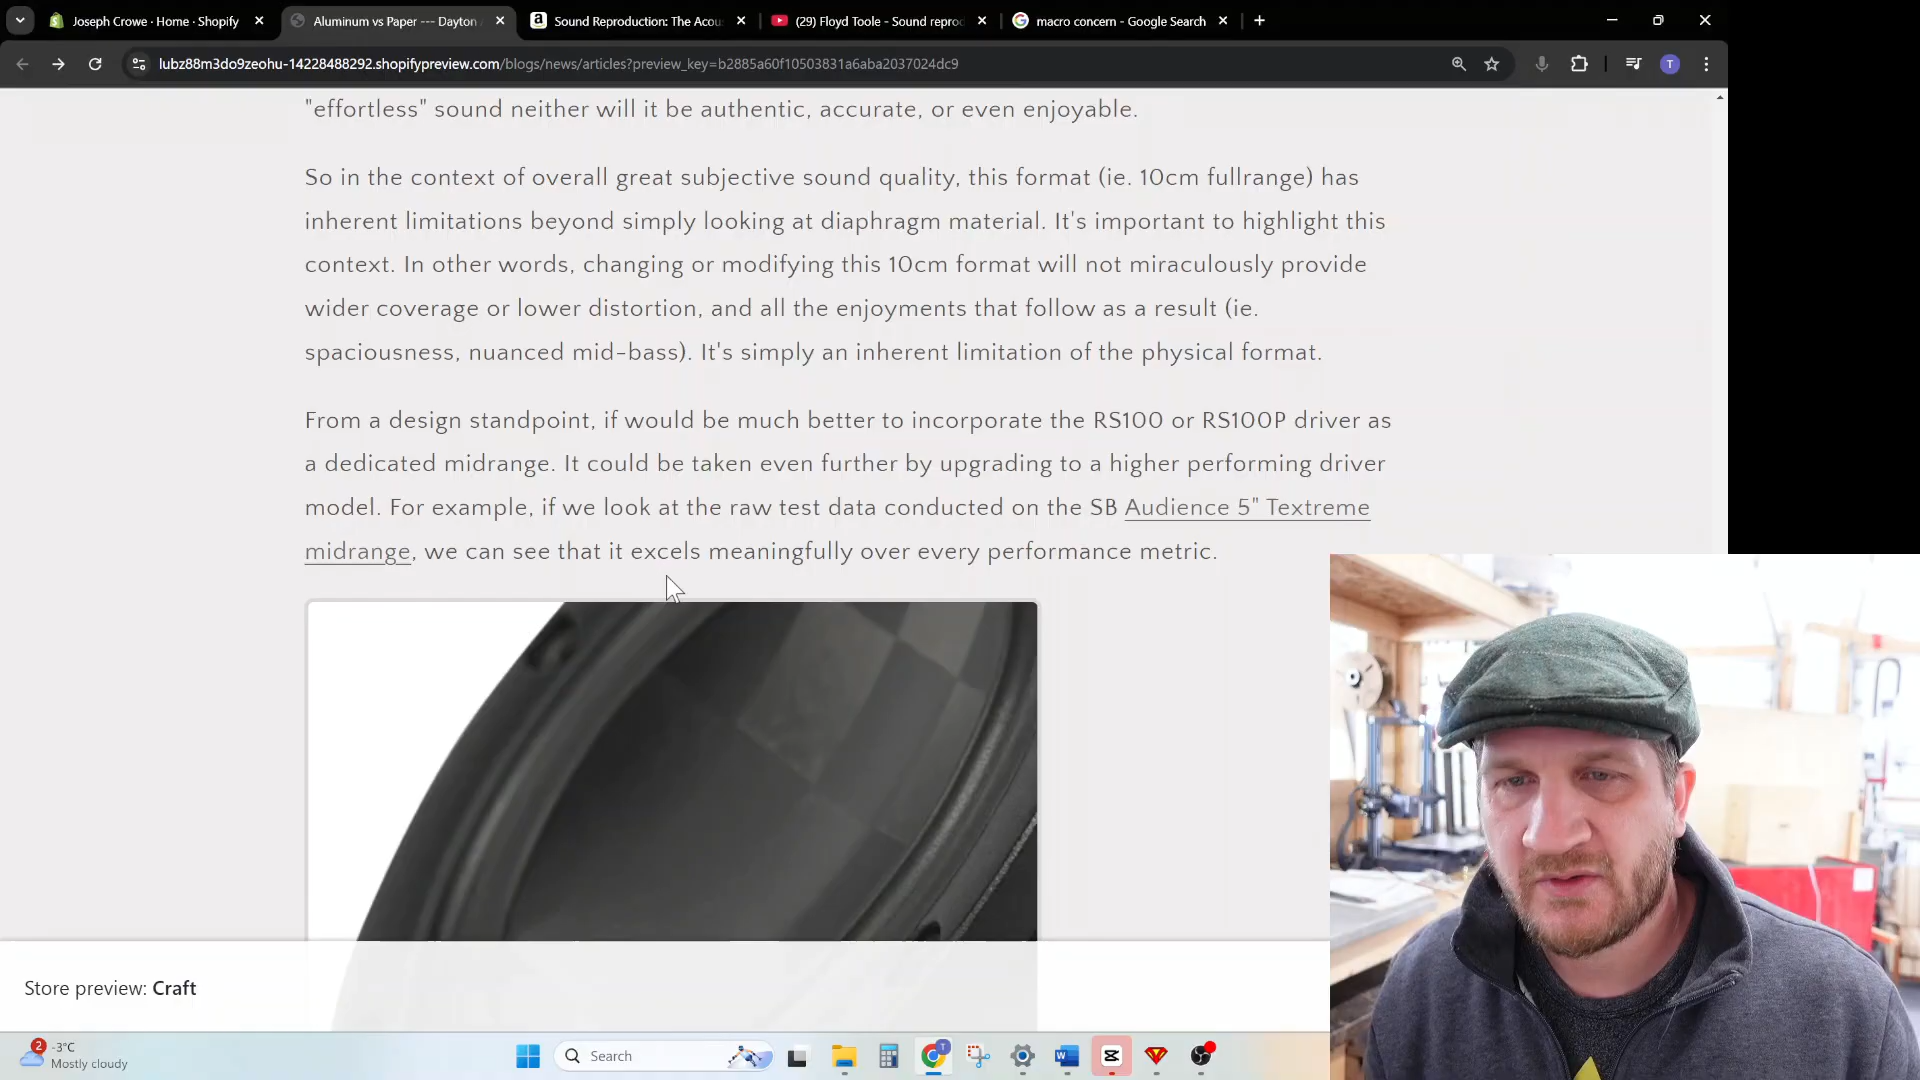 Joseph Crowe · Home · Shopify
Aluminum vs Paper --- Dayton
Sound Reproduction: The Acou
(29) Floyd Toole - Sound reprod
macro concern - Google Search
lubz88m3do9zeohu-14228488292.shopifypreview.com/blogs/news/articles?preview_key=b2885a60f10503831a6aba2037024dc9
T
"effortless" sound neither will it be authentic, accurate, or even enjoyable.
So in the context of overall great subjective sound quality, this format (ie. 10cm fullrange) has
inherent limitations beyond simply looking at diaphragm material. It's important to highlight this
context. In other words, changing or modifying this 10cm format will not miraculously provide
wider coverage or lower distortion, and all the enjoyments that follow as a result (ie.
spaciousness, nuanced mid-bass). It's simply an inherent limitation of the physical format.
From a design standpoint, if would be much better to incorporate the RS100 or RS100P driver as
a dedicated midrange. It could be taken even further by upgrading to a higher performing driver
model. For example, if we look at the raw test data conducted on the SB Audience 5" Textreme
midrange, we can see that it excels meaningfully over every performance metric.
Store preview: Craft
2
-3°C
Mostly cloudy
Search
T